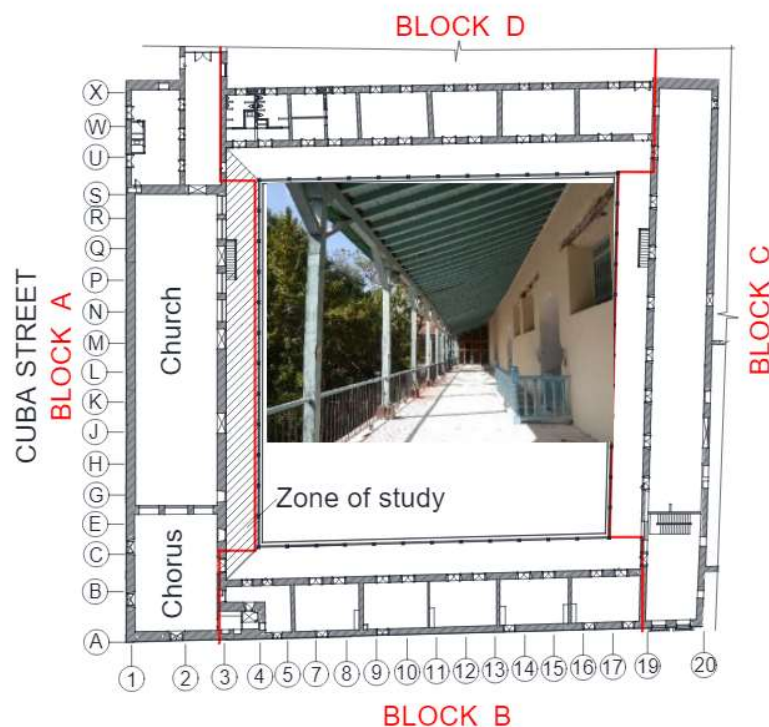 BLOCK D
X
W
U
S
R
Q
P
N
M
L
K
J
H
G
E
C
B
A
CUBA STREET
BLOCK A
Church
Chorus
Zone of study
BLOCK C
1
2
3
4
5
7
8
9
10
11
12
13
14
15
16
17
19
20
BLOCK B